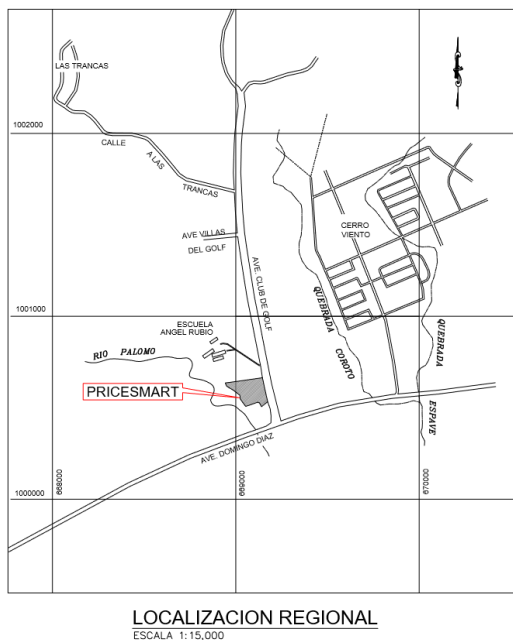 LAS TRANCAS
1002000
CALLE
A LAS
TRANCAS
CERRO
VIENTO
AVE VILLAS
DEL GOLF
AVE. CLUB DE GOLF
1001000
QUEBRADA
COROTO
QUEBRADA
ESPAVE
ESCUELA
ANGEL RUBIO
RIO PALOMO
PRICESMART
AVE. DOMINGO DIAZ
1000000
668000
669000
670000
LOCALIZACION REGIONAL
ESCALA 1:15,000